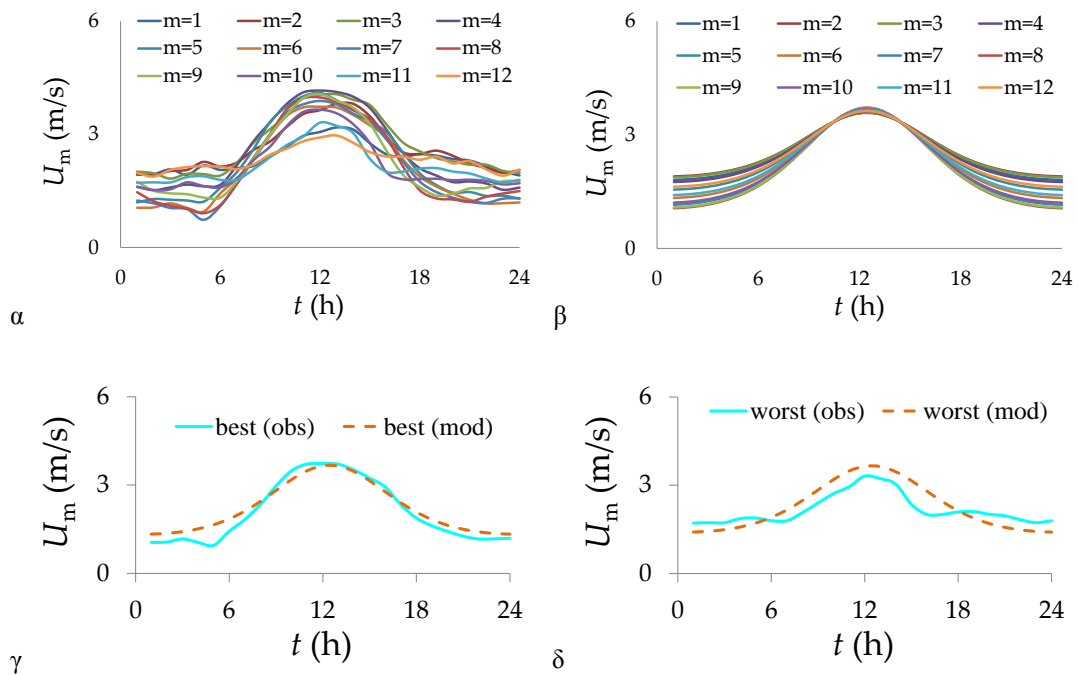 6
m=1 m=2 m=3 m=4
m=5 m=6 m=7 m=8
m=9 m=10 m=11 m=12
3
0
U_m (m/s)
0 6 12 18 24
t (h)
α
6
m=1 m=2 m=3 m=4
m=5 m=6 m=7 m=8
m=9 m=10 m=11 m=12
3
0
U_m (m/s)
0 6 12 18 24
t (h)
β
6
best (obs) best (mod)
3
0
U_m (m/s)
0 6 12 18 24
t (h)
γ
6
worst (obs) worst (mod)
3
0
U_m (m/s)
0 6 12 18 24
t (h)
δ